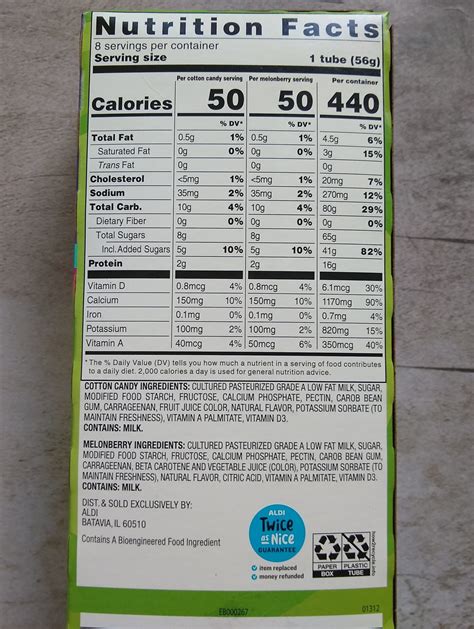 Nutrition Facts
8 servings per container
Serving size 1 tube (56g)
Per cotton candy serving Per melonberry serving Per container
Calories 50 50 440
% DV* % DV* % DV*
Total Fat 0.5g 1% 0.5g 1% 4.5g 6%
Saturated Fat 0g 0% 0g 0% 3g 15%
Trans Fat 0g 0g 0g
Cholesterol <5mg 1% <5mg 1% 20mg 7%
Sodium 35mg 2% 35mg 2% 270mg 12%
Total Carb. 10g 4% 10g 4% 80g 29%
Dietary Fiber 0g 0% 0g 0% 0g 0%
Total Sugars 8g 8g 65g
Incl. Added Sugars 5g 10% 5g 10% 41g 82%
Protein 2g 2g 16g
Vitamin D 0.8mcg 4% 0.8mcg 4% 6.1mcg 30%
Calcium 150mg 10% 150mg 10% 1170mg 90%
Iron 0.1mg 0% 0.1mg 0% 0.7mg 4%
Potassium 100mg 2% 100mg 2% 820mg 15%
Vitamin A 40mcg 4% 50mcg 6% 350mcg 40%
*The % Daily Value (DV) tells you how much a nutrient in a serving of food contributes
to a daily diet. 2,000 calories a day is used for general nutrition advice.
COTTON CANDY INGREDIENTS: CULTURED PASTEURIZED GRADE A LOW FAT MILK, SUGAR,
MODIFIED FOOD STARCH, FRUCTOSE, CALCIUM PHOSPHATE, PECTIN, CAROB BEAN
GUM, CARRAGEENAN, FRUIT JUICE COLOR, NATURAL FLAVOR, POTASSIUM SORBATE (TO
MAINTAIN FRESHNESS), VITAMIN A PALMITATE, VITAMIN D3.
CONTAINS: MILK.
MELONBERRY INGREDIENTS: CULTURED PASTEURIZED GRADE A LOW FAT MILK, SUGAR,
MODIFIED FOOD STARCH, FRUCTOSE, CALCIUM PHOSPHATE, PECTIN, CAROB BEAN GUM,
CARRAGEENAN, BETA CAROTENE AND VEGETABLE JUICE (COLOR), POTASSIUM SORBATE (TO
MAINTAIN FRESHNESS), NATURAL FLAVOR, CITRIC ACID, VITAMIN A PALMITATE, VITAMIN D3.
CONTAINS: MILK.
DIST. & SOLD EXCLUSIVELY BY:
ALDI
BATAVIA, IL 60510
Contains A Bioengineered Food Ingredient
ALDI
Twice
as Nice
GUARANTEE
item replaced
money refunded
PAPER PLASTIC
BOX TUBE
how2recycle.info
EB000267
01312